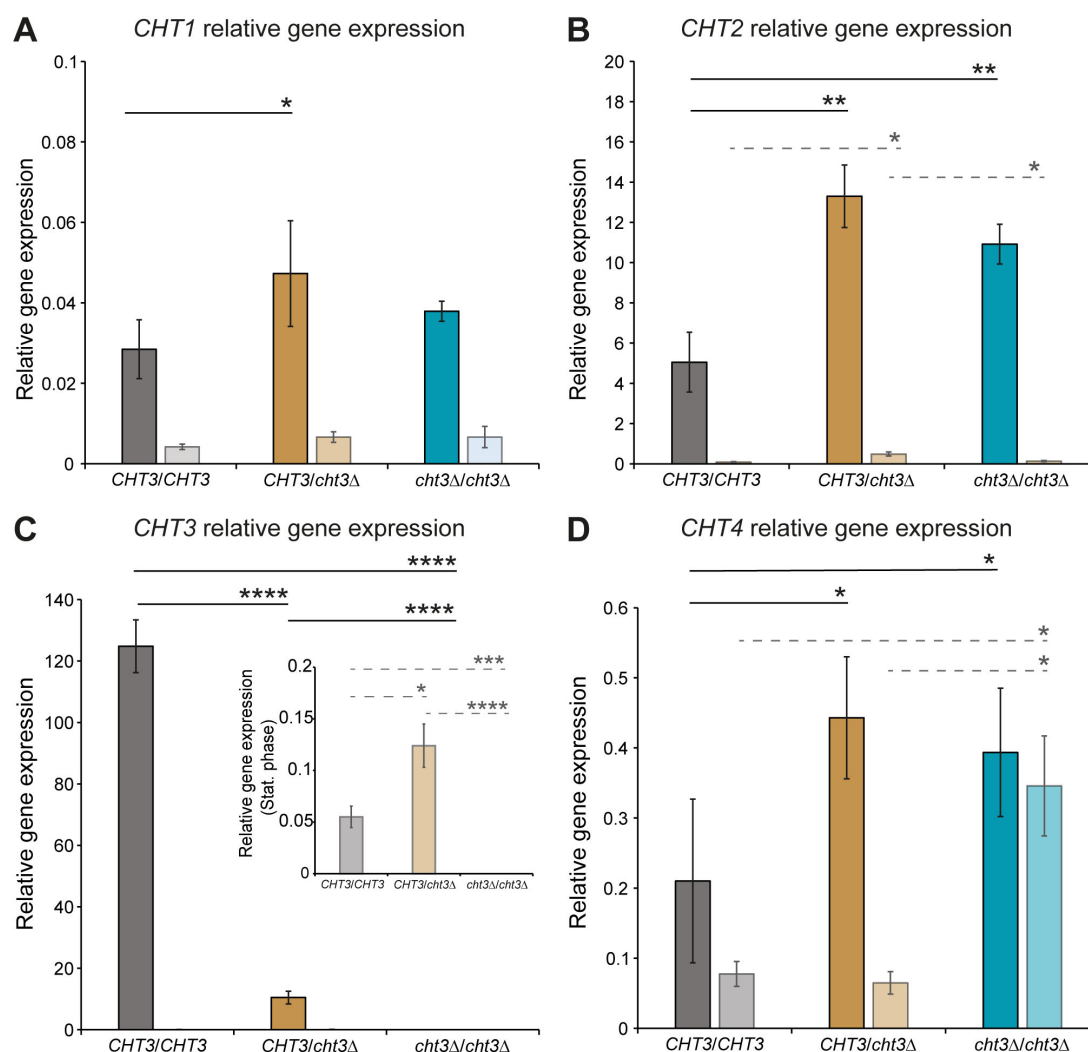 A
CHT1 relative gene expression
Relative gene expression
0.1
0.08
0.06
0.04
0.02
0
*
CHT3/CHT3
CHT3/cht3Δ
cht3Δ/cht3Δ
B
CHT2 relative gene expression
Relative gene expression
20
18
16
14
12
10
8
6
4
2
0
**
**
*
*
CHT3/CHT3
CHT3/cht3Δ
cht3Δ/cht3Δ
C
CHT3 relative gene expression
Relative gene expression
140
120
100
80
60
40
20
0
****
****
****
Relative gene expression
(Stat. phase)
0.2
0.15
0.1
0.05
0
***
*
****
CHT3/CHT3
CHT3/cht3Δ
cht3Δ/cht3Δ
CHT3/CHT3
CHT3/cht3Δ
cht3Δ/cht3Δ
D
CHT4 relative gene expression
Relative gene expression
0.6
0.5
0.4
0.3
0.2
0.1
0
*
*
*
*
CHT3/CHT3
CHT3/cht3Δ
cht3Δ/cht3Δ